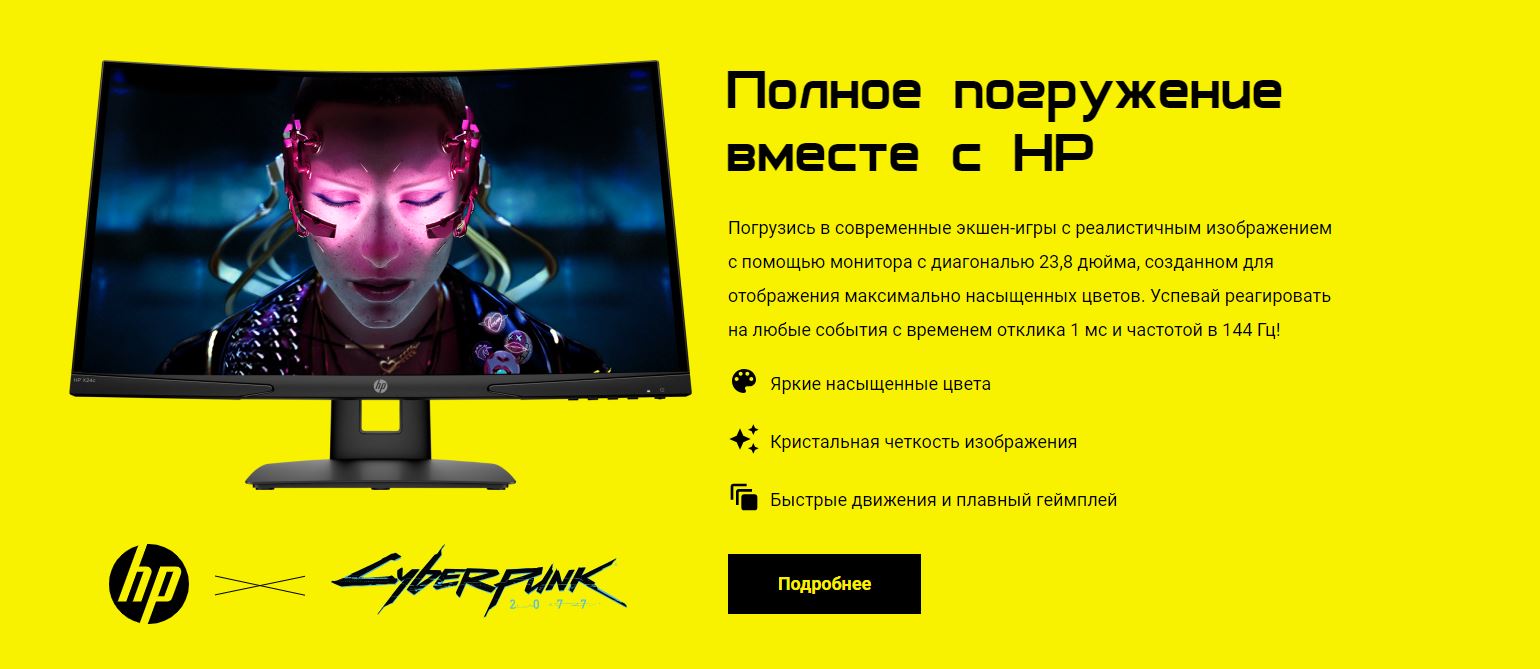 Полное погружение
вместе с HP
Погрузись в современные экшен-игры с реалистичным изображением
с помощью монитора с диагональю 23,8 дюйма, созданном для
отображения максимально насыщенных цветов. Успевай реагировать
на любые события с временем отклика 1 мс и частотой в 144 Гц!
Яркие насыщенные цвета
Кристальная четкость изображения
Быстрые движения и плавный геймплей
Подробнее
HP X24c
hp
hp
Cyberpunk
2077